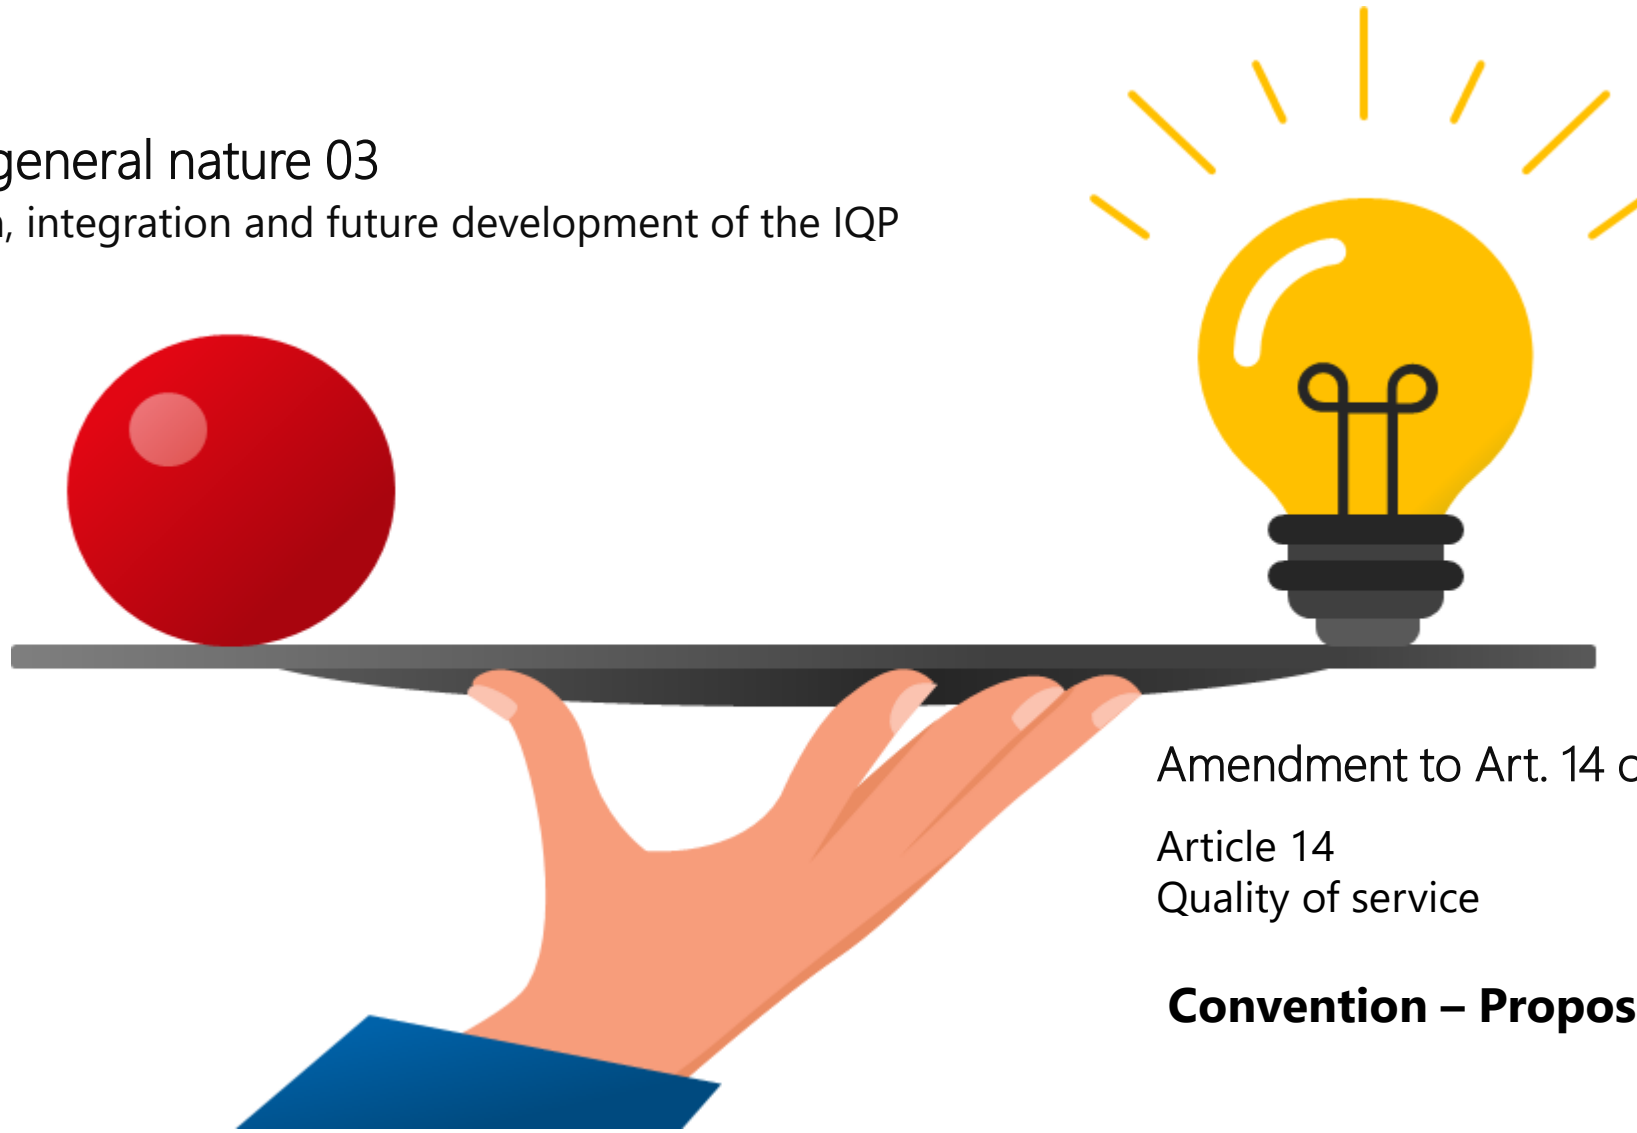 general nature 03
, integration and future development of the IQP
Amendment to Art. 14
Article 14
Quality of service
Convention – Propos